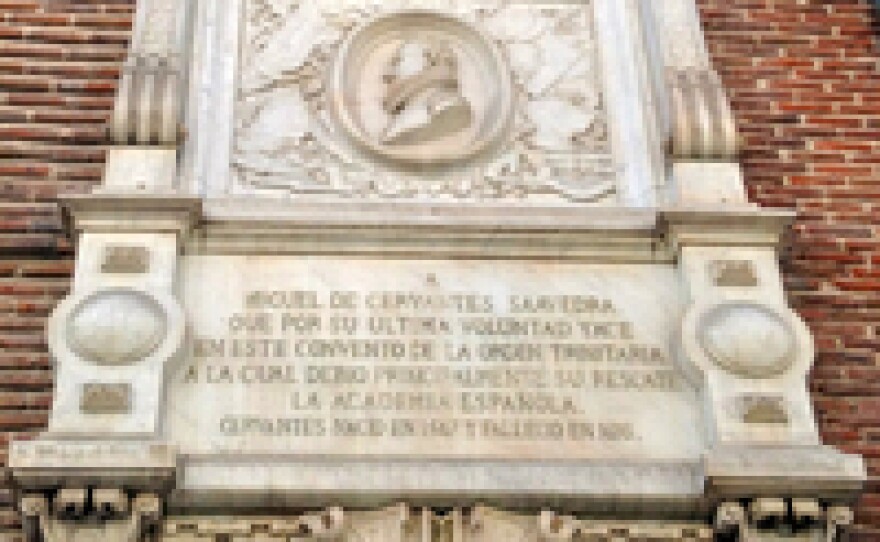 A
MIGUEL DE CERVANTES SAAVEDRA
QUE POR SU ULTIMA VOLUNTAD YACE
EN ESTE CONVENTO DE LA ORDEN TRINITARIA
A LA CUAL DEBIO PRINCIPALMENTE SU RESCATE
LA ACADEMIA ESPAÑOLA.
CERVANTES NACIO EN 1547 Y FALLECIO EN 1616.